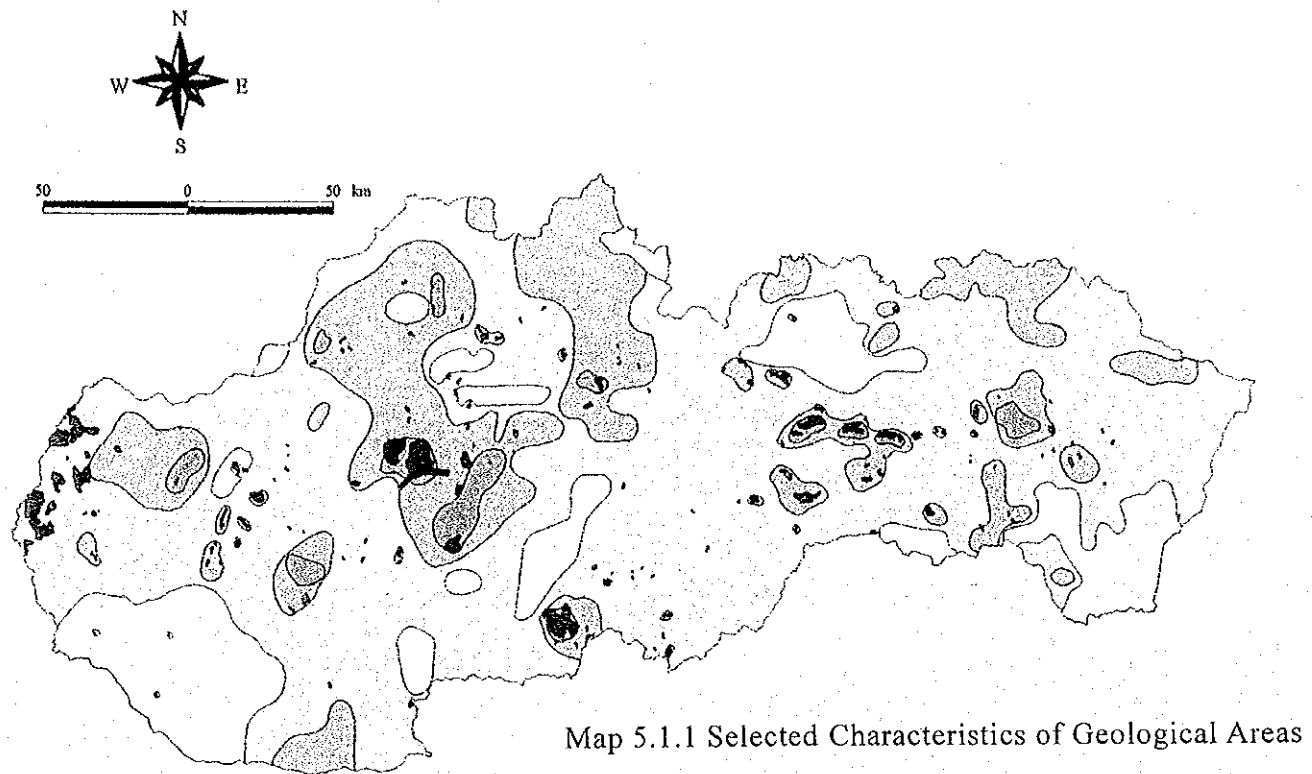 N
W E
S
50 0 50 km
Map 5.1.1 Selected Characteristics of Geological Areas